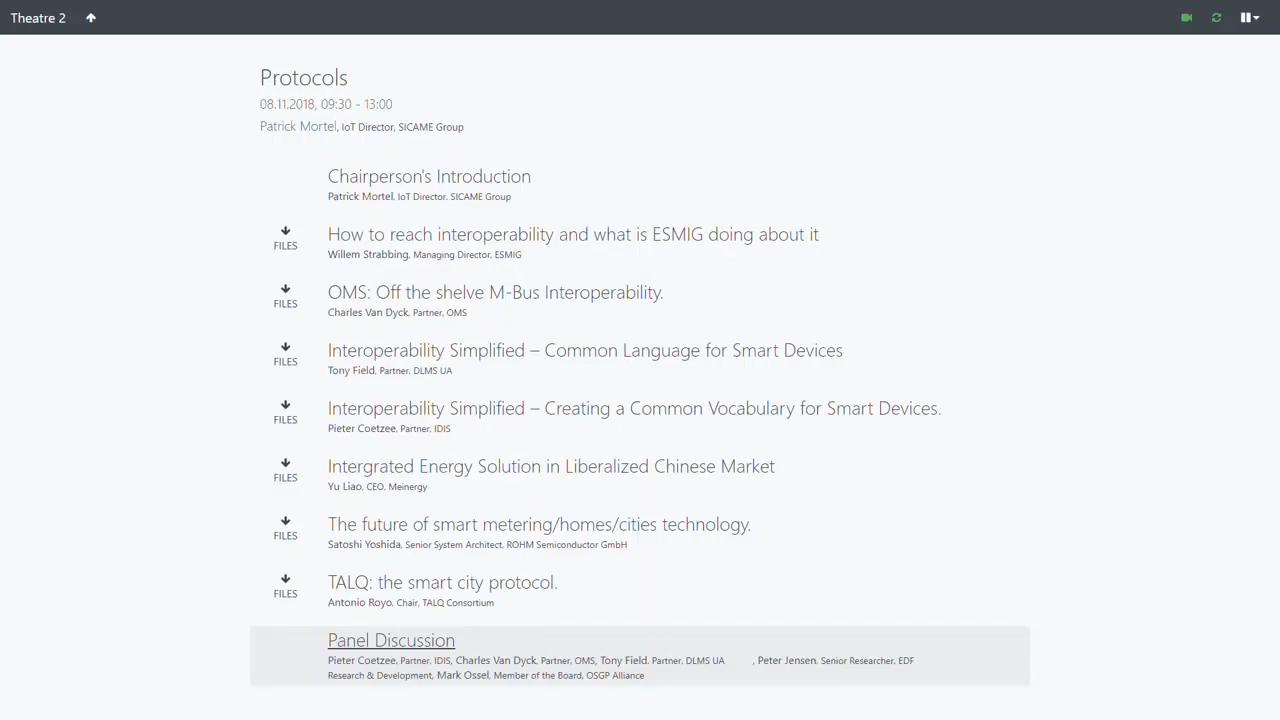 Theatre 2
Protocols
08.11.2018, 09:30 - 13:00
Patrick Mortel, IoT Director, SICAME Group
Chairperson's Introduction
Patrick Mortel, IoT Director, SICAME Group
FILES
How to reach interoperability and what is ESMIG doing about it
Willem Strabbing, Managing Director, ESMIG
FILES
OMS: Off the shelve M-Bus Interoperability.
Charles Van Dyck, Partner, OMS
FILES
Interoperability Simplified – Common Language for Smart Devices
Tony Field, Partner, DLMS UA
FILES
Interoperability Simplified – Creating a Common Vocabulary for Smart Devices.
Pieter Coetzee, Partner, IDIS
FILES
Intergrated Energy Solution in Liberalized Chinese Market
Yu Liao, CEO, Meinergy
FILES
The future of smart metering/homes/cities technology.
Satoshi Yoshida, Senior System Architect, ROHM Semiconductor GmbH
FILES
TALQ: the smart city protocol.
Antonio Royo, Chair, TALQ Consortium
Panel Discussion
Pieter Coetzee, Partner, IDIS, Charles Van Dyck, Partner, OMS, Tony Field, Partner, DLMS UA , Peter Jensen, Senior Researcher, EDF
Research & Development, Mark Ossel, Member of the Board, OSGP Alliance